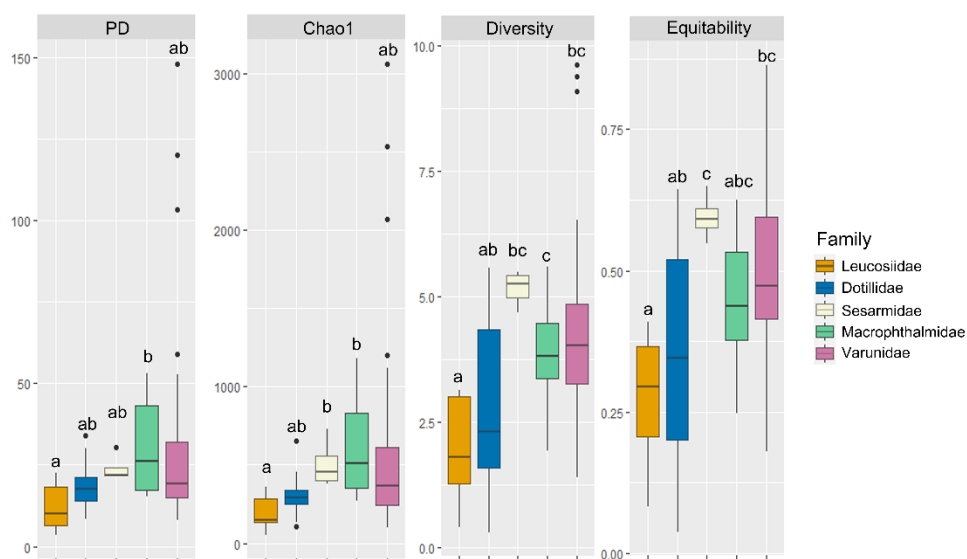 PD
150
100
50
0
a
ab
ab
b
ab
Chao1
3000
2000
1000
0
a
ab
b
b
ab
Diversity
10.0
7.5
5.0
2.5
0.0
a
ab
bc
c
bc
Equitability
0.75
0.50
0.25
0.00
a
ab
c
abc
bc
Family
Leucosiidae
Dotillidae
Sesarmidae
Macrophthalmidae
Varunidae